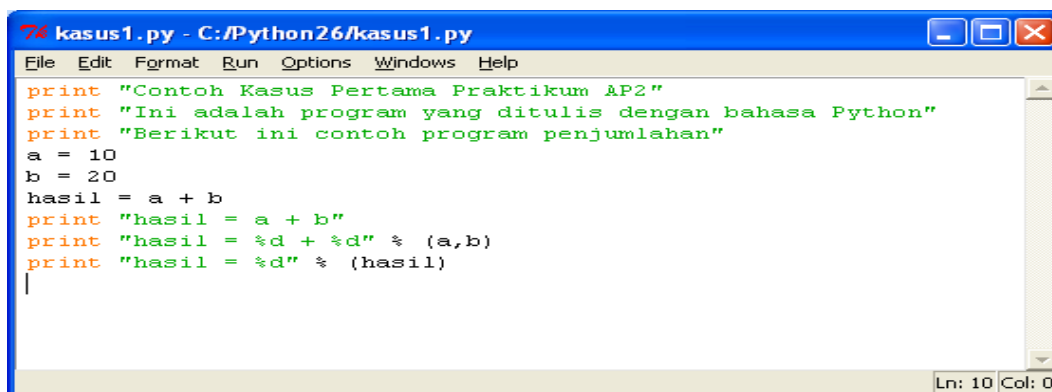 kasus1.py - C:/Python26/kasus1.py
File Edit Format Run Options Windows Help
print "Contoh Kasus Pertama Praktikum AP2"
print "Ini adalah program yang ditulis dengan bahasa Python"
print "Berikut ini contoh program penjumlahan"
a = 10
b = 20
hasil = a + b
print "hasil = a + b"
print "hasil = %d + %d" % (a,b)
print "hasil = %d" % (hasil)
Ln: 10 Col: 0